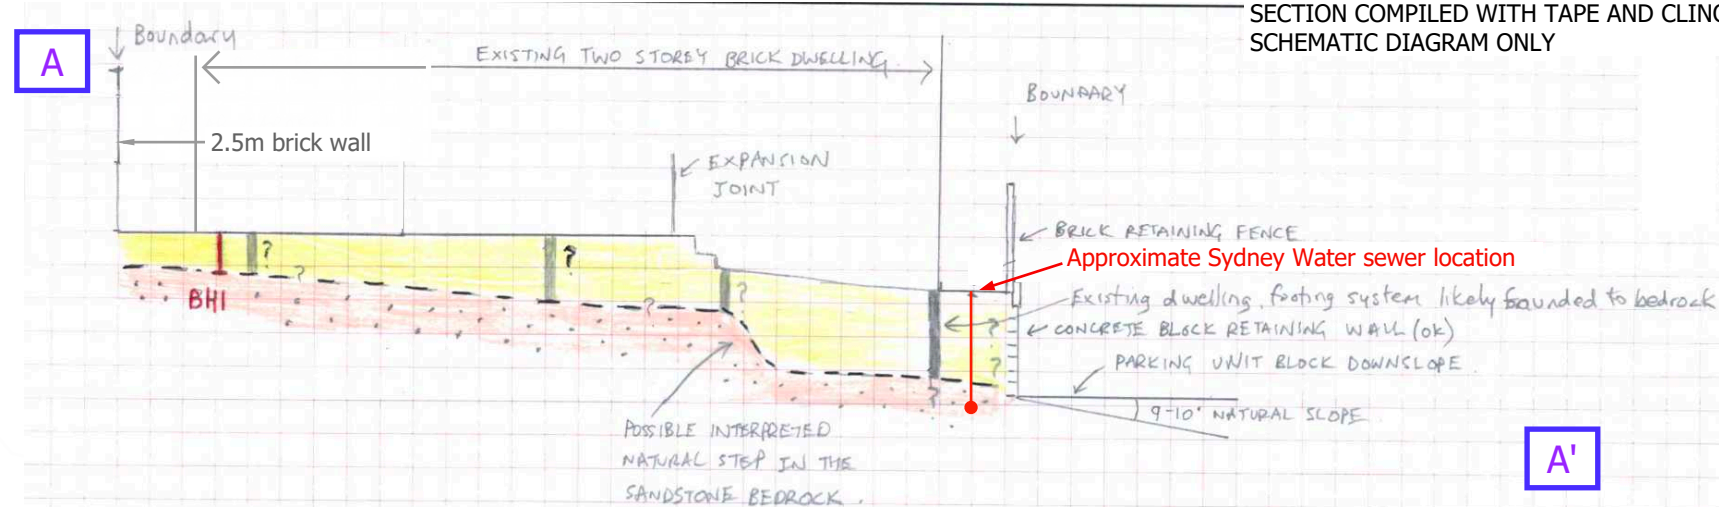 SECTION COMPILED WITH TAPE AND CLINO
SCHEMATIC DIAGRAM ONLY
A
Boundary
EXISTING TWO STOREY BRICK DWELLING.
BOUNDARY
2.5m brick wall
EXPANSION
JOINT
BRICK RETAINING FENCE
Approximate Sydney Water sewer location
? ? ? ? ? ?
BH1
Existing dwelling, footing system likely founded to bedrock
CONCRETE BLOCK RETAINING WALL (OK)
?
PARKING UNIT BLOCK DOWNSLOPE.
?
?
9-10° NATURAL SLOPE
POSSIBLE INTERPRETED
NATURAL STEP IN THE
SANDSTONE BEDROCK.
A'